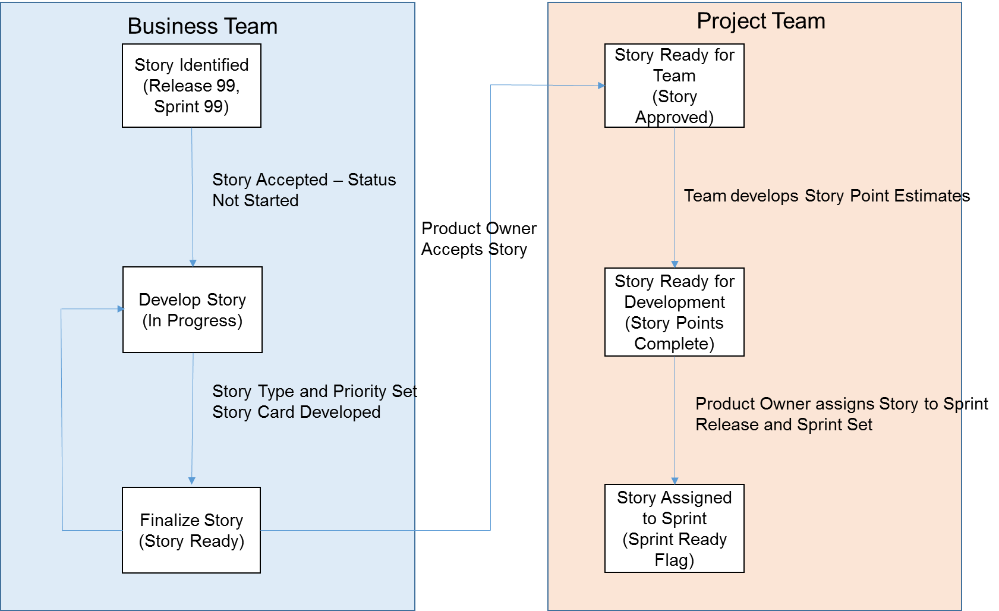 Business Team
Story Identified
(Release 99,
Sprint 99)
Story Accepted – Status
Not Started
Develop Story
(In Progress)
Story Type and Priority Set
Story Card Developed
Finalize Story
(Story Ready)
Product Owner
Accepts Story
Project Team
Story Ready for
Team
(Story
Approved)
Team develops Story Point Estimates
Story Ready for
Development
(Story Points
Complete)
Product Owner assigns Story to Sprint
Release and Sprint Set
Story Assigned
to Sprint
(Sprint Ready
Flag)